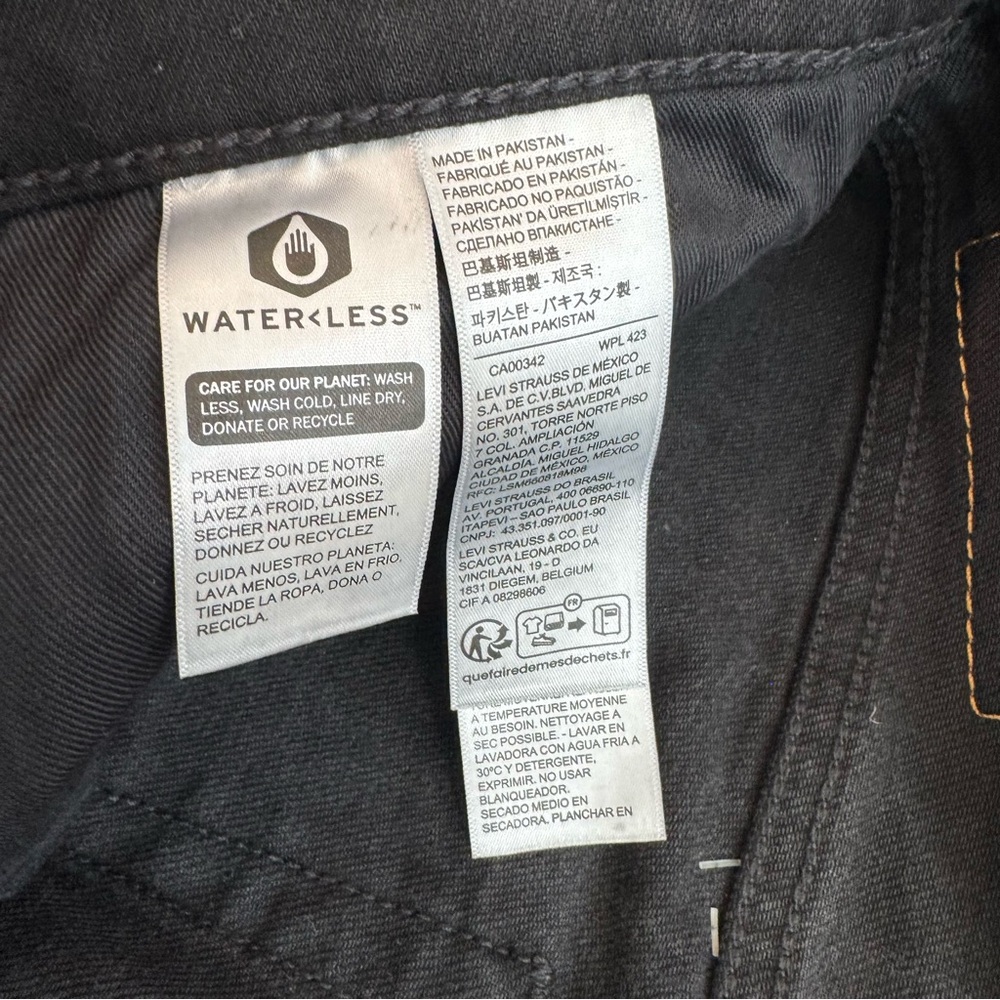 WATER<LESS™
CARE FOR OUR PLANET: WASH
LESS, WASH COLD, LINE DRY,
DONATE OR RECYCLE
PRENEZ SOIN DE NOTRE
PLANETE: LAVEZ MOINS,
LAVEZ A FROID, LAISSEZ
SECHER NATURELLEMENT,
DONNEZ OU RECYCLEZ
CUIDA NUESTRO PLANETA:
LAVA MENOS, LAVA EN FRIO,
TIENDE LA ROPA, DONA O
RECICLA.
MADE IN PAKISTAN -
FABRIQUÉ AU PAKISTAN -
FABRICADO EN PAKISTÁN -
FABRICADO NO PAQUISTÃO -
PAKİSTAN' DA ÜRETİLMİŞTİR -
СДЕЛАНО ВПАКИСТАНЕ -
巴基斯坦制造 -
巴基斯坦製 - 제조국 :
파키스탄 - パキスタン製 -
BUATAN PAKISTAN
CA00342 WPL 423
LEVI STRAUSS DE MÉXICO
S.A. DE C.V.BLVD. MIGUEL DE
CERVANTES SAAVEDRA
NO. 301, TORRE NORTE PISO
7 COL. AMPLIACIÓN
GRANADA C.P. 11529
ALCALDÍA. MIGUEL HIDALGO
CIUDAD DE MÉXICO, MÉXICO
RFC: LSM660818M96
LEVI STRAUSS DO BRASIL
AV. PORTUGAL, 400 06690-110
ITAPEVI – SAO PAULO BRASIL
CNPJ: 43.351.097/0001-90
LEVI STRAUSS & CO. EU
SCA/CVA LEONARDO DA
VINCILAAN, 19 - D
1831 DIEGEM, BELGIUM
CIF A 08298606
FR
quefairedemesdechets.fr
A TEMPERATURE MOYENNE
AU BESOIN. NETTOYAGE A
SEC POSSIBLE. - LAVAR EN
LAVADORA CON AGUA FRIA A
30ºC Y DETERGENTE,
EXPRIMIR. NO USAR
BLANQUEADOR.
SECADO MEDIO EN
SECADORA. PLANCHAR EN